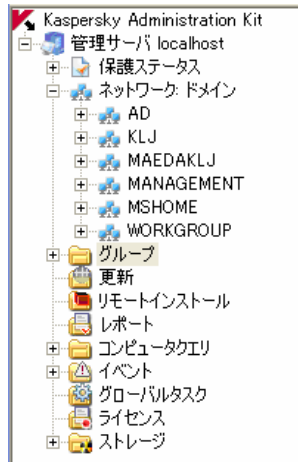 Kaspersky Administration Kit
管理サーバ localhost
保護ステータス
ネットワーク: ドメイン
AD
KLJ
MAEDAKLJ
MANAGEMENT
MSHOME
WORKGROUP
グループ
更新
リモートインストール
レポート
コンピュータクエリ
イベント
グローバルタスク
ライセンス
ストレージ